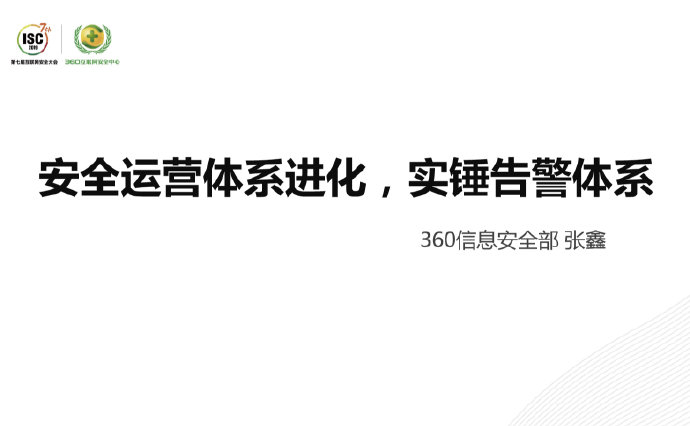 7th
ISC
2019
第七届互联网安全大会
360互联网安全中心
安全运营体系进化，实锤告警体系
360信息安全部 张鑫